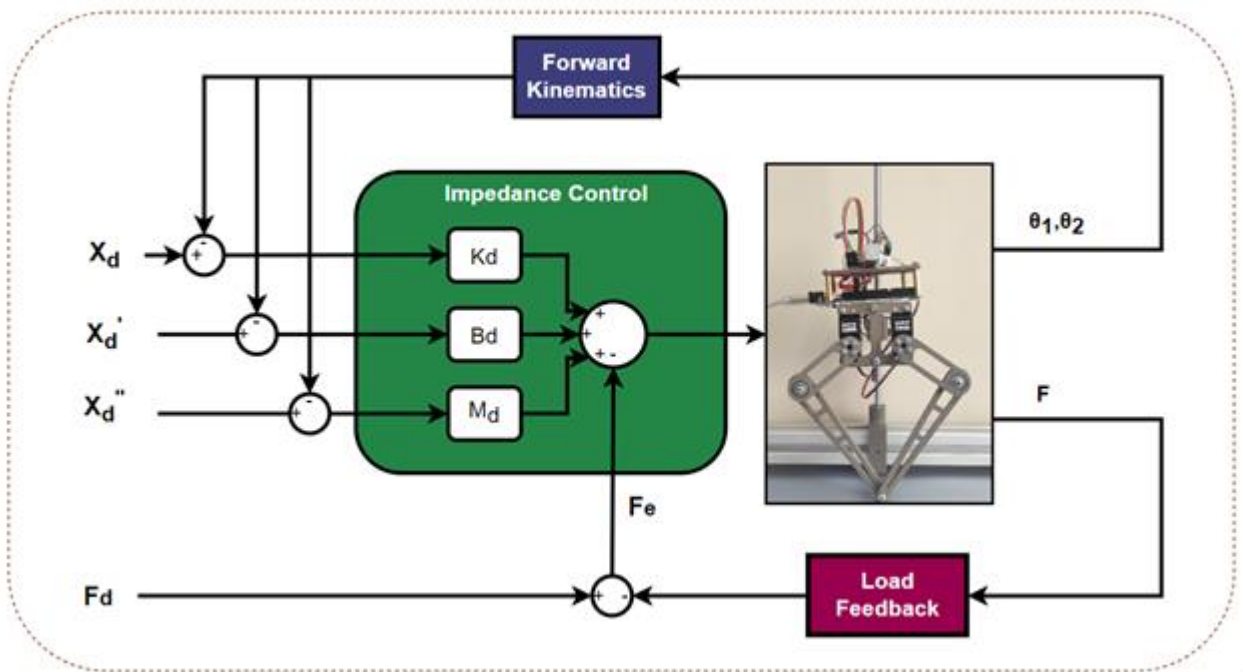 Forward
Kinematics
Impedance Control
θ1,θ2
Xd
Kd
Xd'
Bd
Xd"
Md
F
Fe
Fd
Load
Feedback